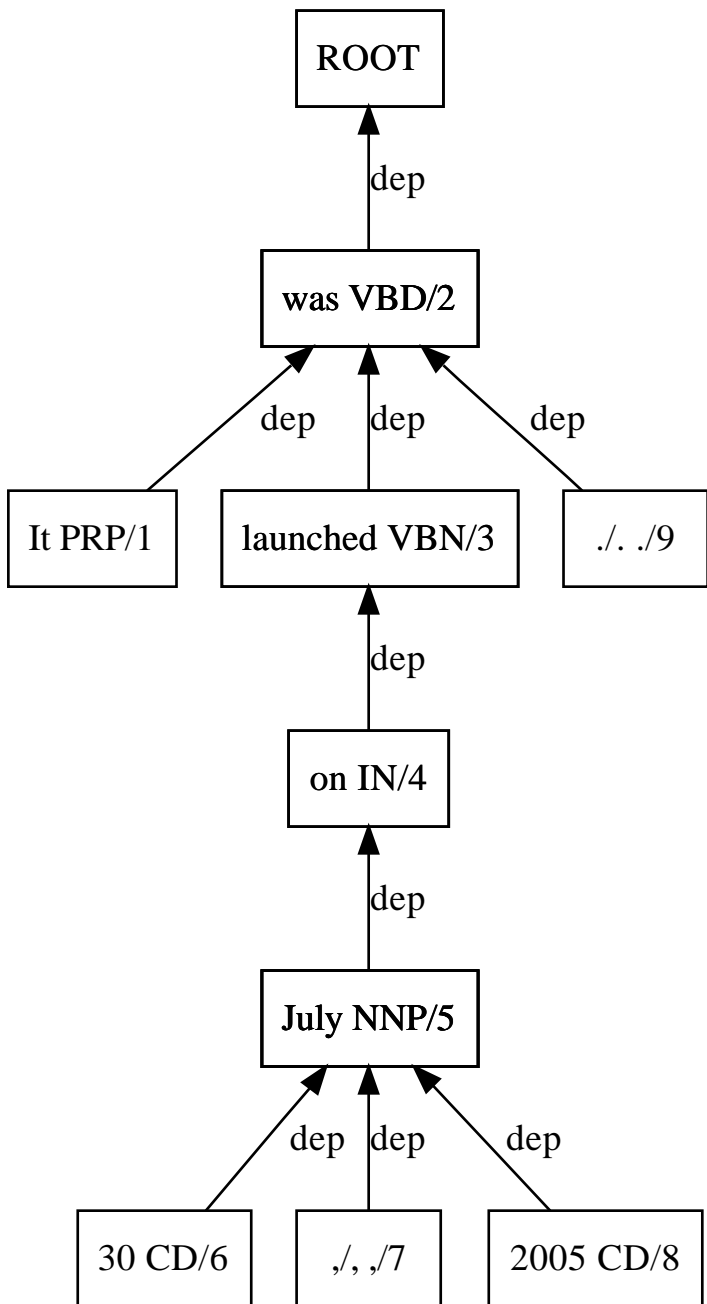 ROOT
dep
was VBD/2
dep dep dep
It PRP/1 launched VBN/3 ./. ./9
dep
on IN/4
dep
July NNP/5
dep dep dep
30 CD/6 ,/, ,/7 2005 CD/8